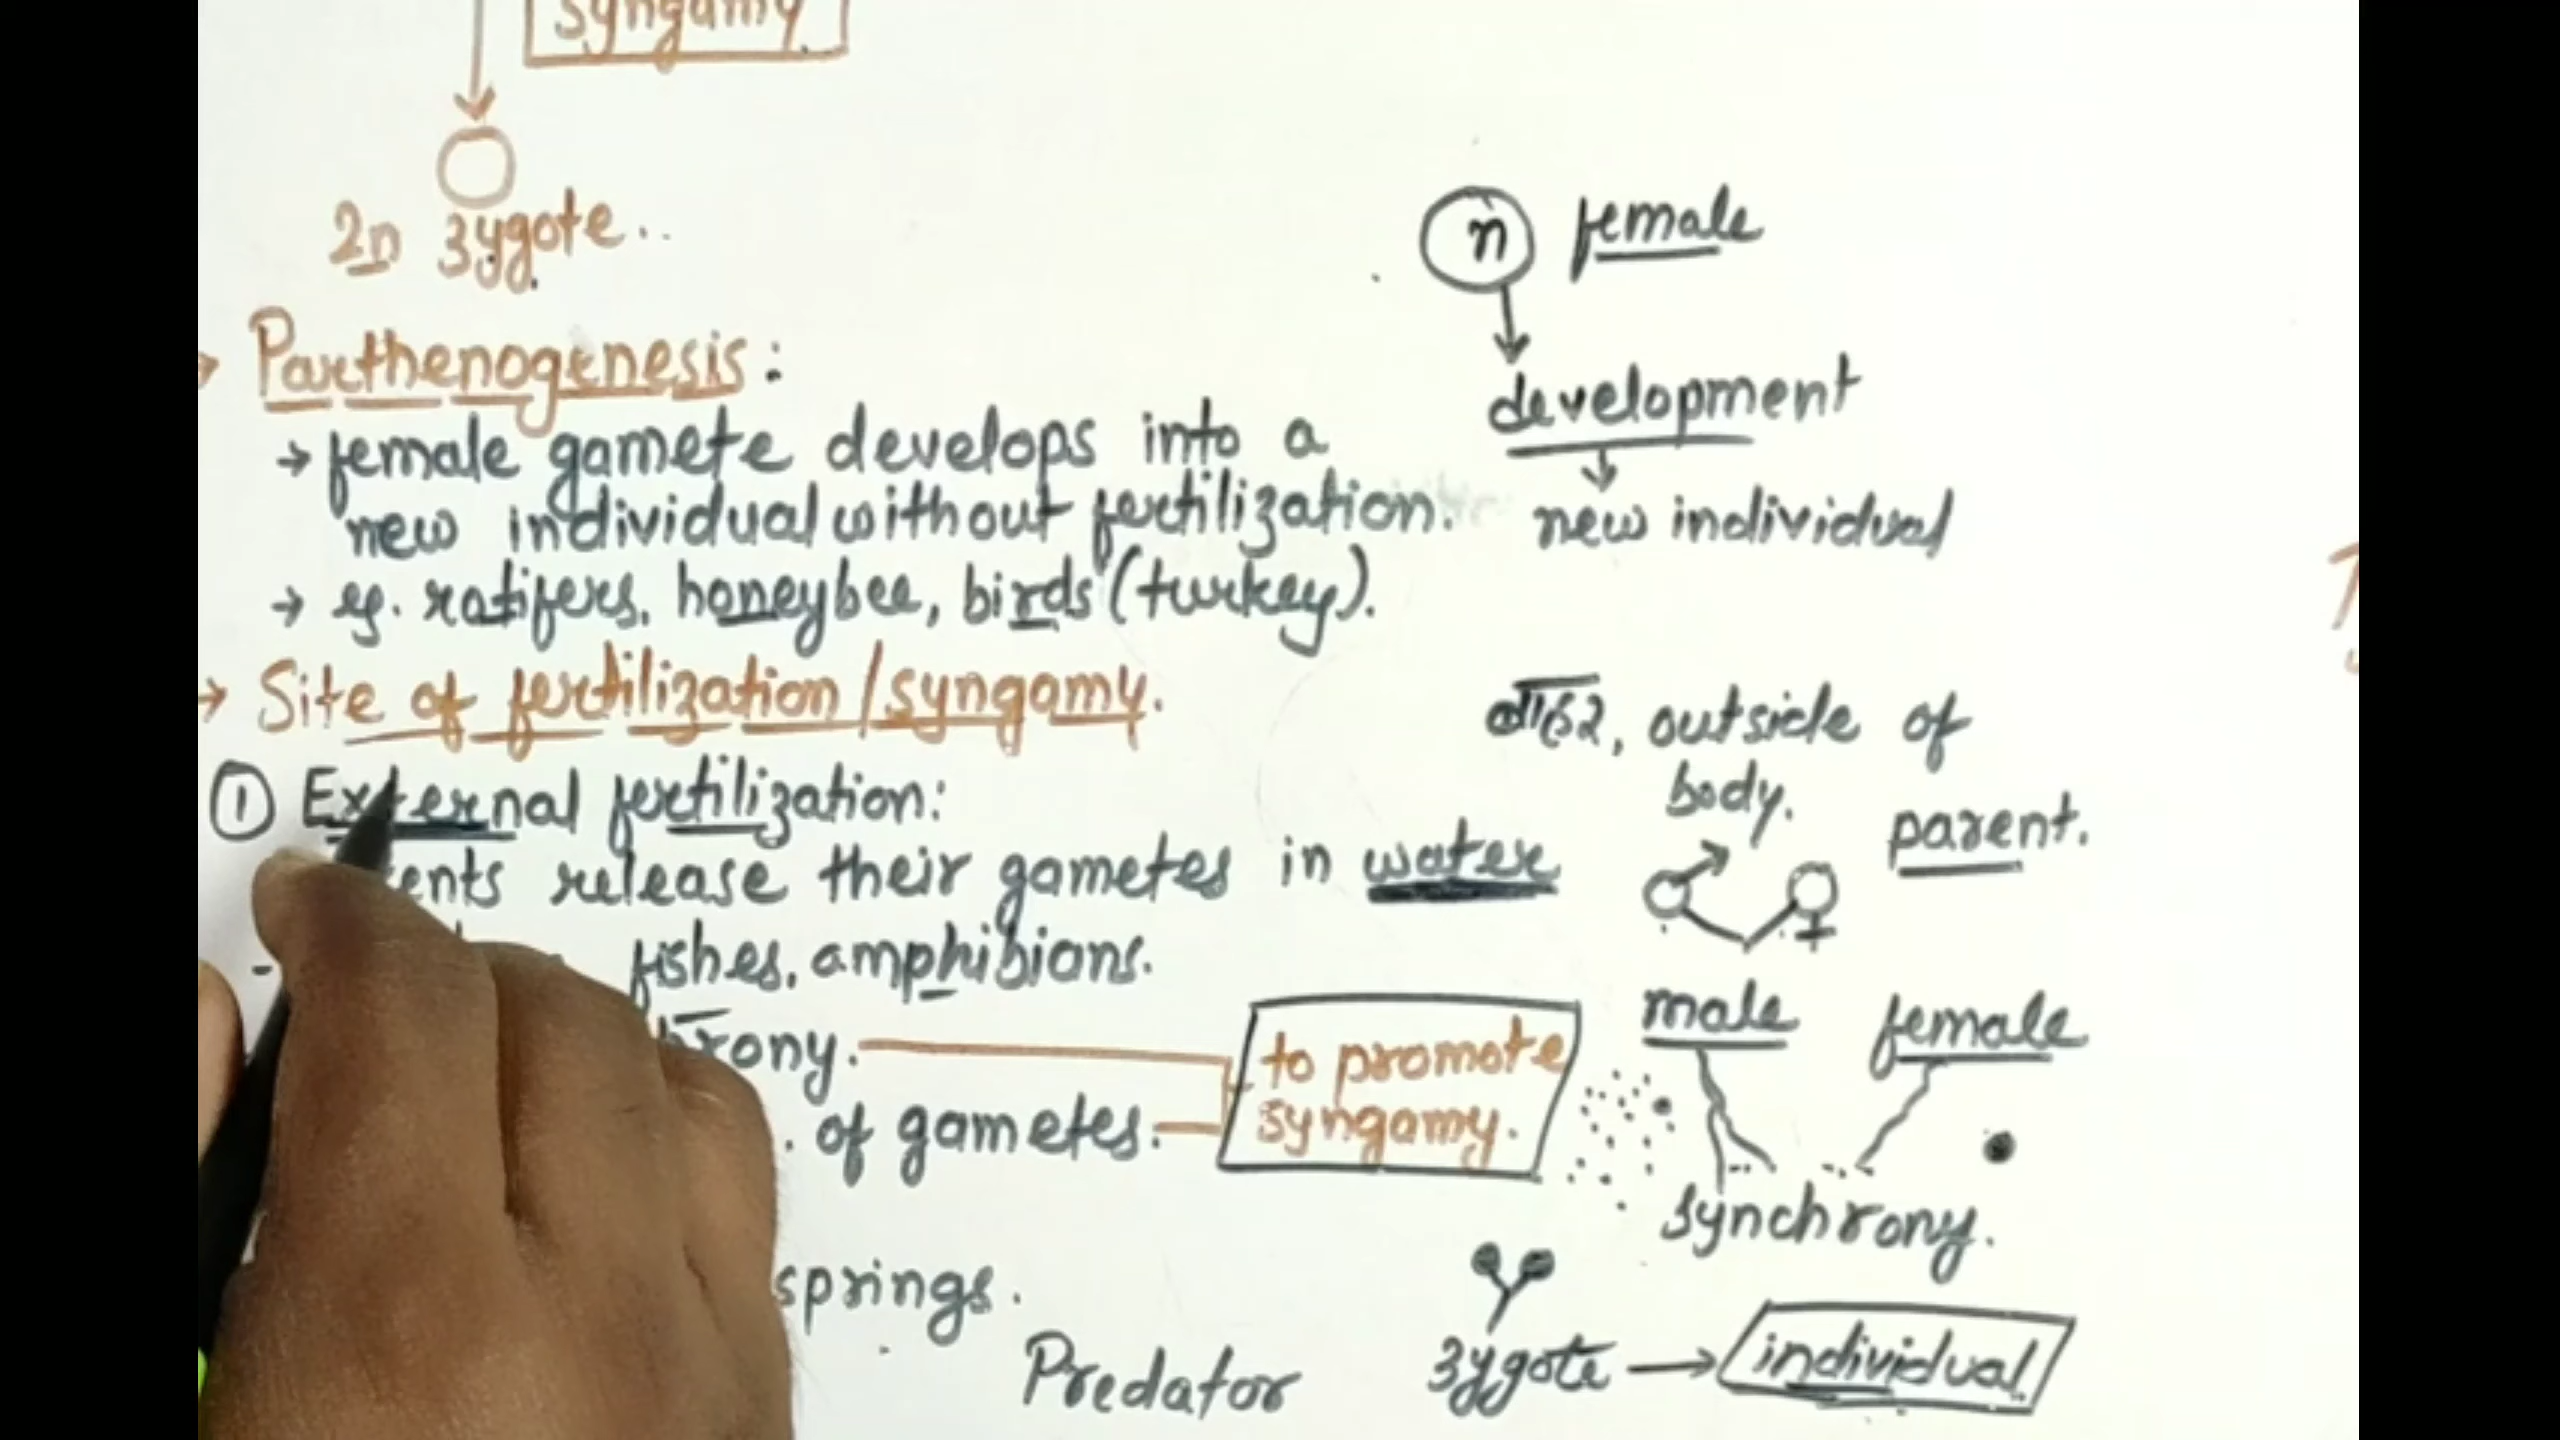 syngamy
2n zygote..
→ Parthenogenesis:
→ female gamete develops into a
new individual without fertilization.
→ eg. rotifers, honeybee, birds (turkey).
→ Site of fertilization/syngamy.
① External fertilization:
ents release their gametes in water
- fishes, amphibians.
rony.
. of gametes.
to promote
syngamy.
springs.
Predator
n female
development
new individual
बाहर, outside of
body.
parent.
male female
synchrony.
zygote → individual